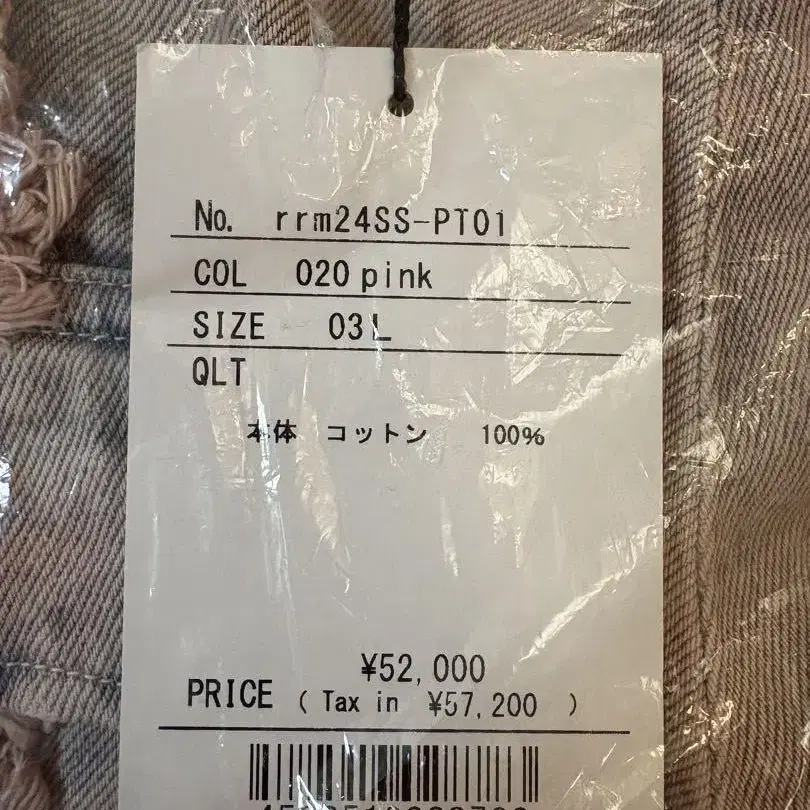 No. rrm24SS-PT01
COL 020 pink
SIZE 03 L
QLT
本体 コットン 100%
¥52,000
PRICE ( Tax in ¥57,200 )